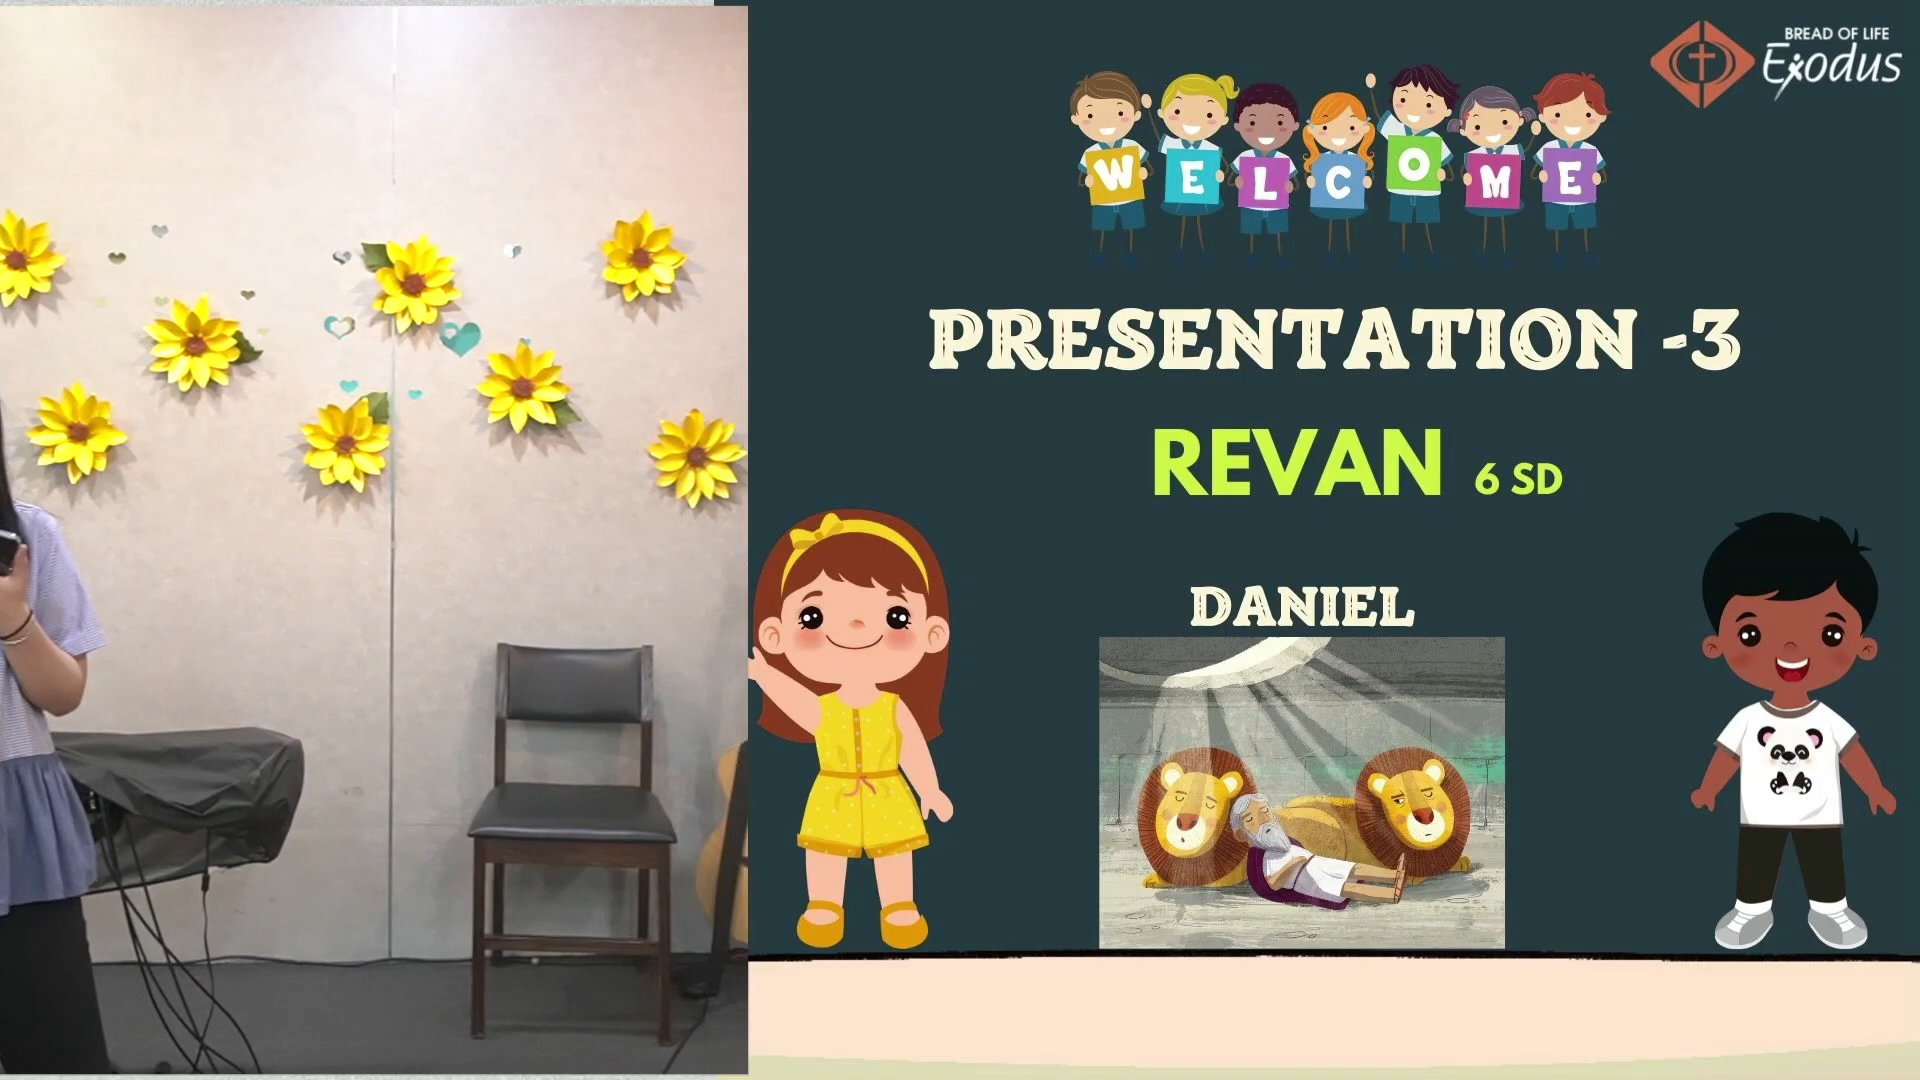 BREAD OF LIFE
Exodus
WELCOME
PRESENTATION -3
REVAN 6 SD
DANIEL